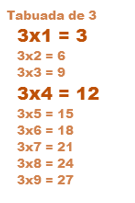 Tabuada de 3
3x1 = 3
3x2 = 6
3x3 = 9
3x4 = 12
3x5 = 15
3x6 = 18
3x7 = 21
3x8 = 24
3x9 = 27